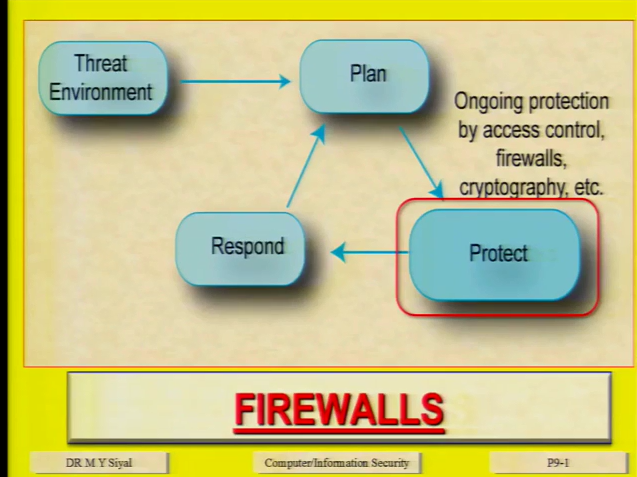 Threat
Environment
Plan
Ongoing protection
by access control,
firewalls,
cryptography, etc.
Respond
Protect
FIREWALLS
DR M Y Siyal
Computer/Information Security
P9-1